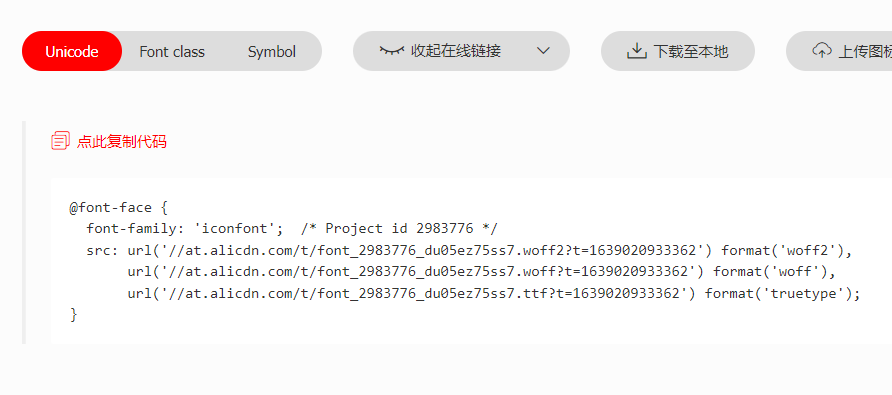 Unicode Font class Symbol 收起在线链接 下载至本地 上传图标
点此复制代码
@font-face {
  font-family: 'iconfont';  /* Project id 2983776 */
  src: url('//at.alicdn.com/t/font_2983776_du05ez75ss7.woff2?t=1639020933362') format('woff2'),
       url('//at.alicdn.com/t/font_2983776_du05ez75ss7.woff?t=1639020933362') format('woff'),
       url('//at.alicdn.com/t/font_2983776_du05ez75ss7.ttf?t=1639020933362') format('truetype');
}